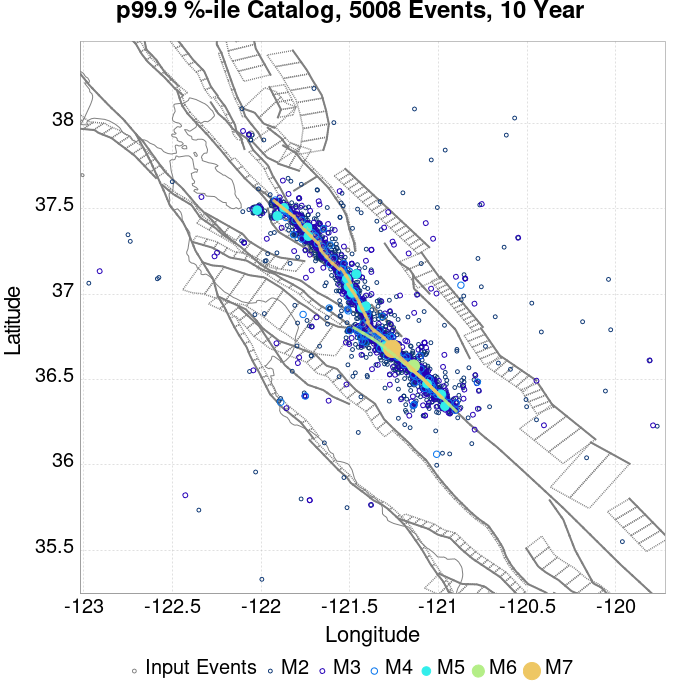 p99.9 %-ile Catalog, 5008 Events, 10 Year
38
37.5
37
36.5
36
35.5
Latitude
-123
-122.5
-122
-121.5
-121
-120.5
-120
Longitude
Input Events
M2
M3
M4
M5
M6
M7